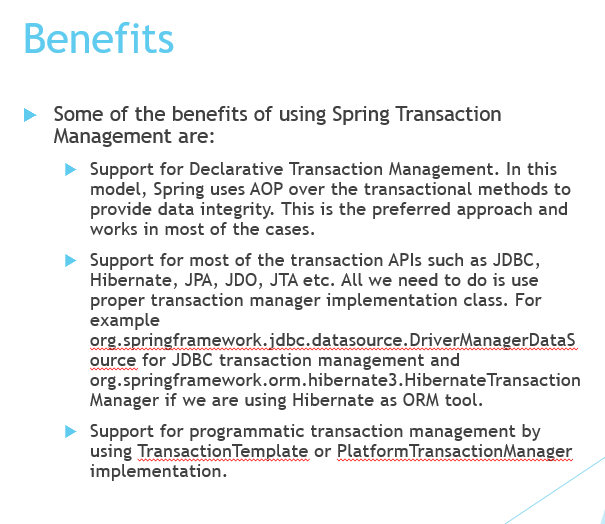 Benefits
Some of the benefits of using Spring Transaction
Management are:
Support for Declarative Transaction Management. In this
model, Spring uses AOP over the transactional methods to
provide data integrity. This is the preferred approach and
works in most of the cases.
Support for most of the transaction APIs such as JDBC,
Hibernate, JPA, JDO, JTA etc. All we need to do is use
proper transaction manager implementation class. For
example
org.springframework.jdbc.datasource.DriverManagerDataS
ource for JDBC transaction management and
org.springframework.orm.hibernate3.HibernateTransaction
Manager if we are using Hibernate as ORM tool.
Support for programmatic transaction management by
using TransactionTemplate or PlatformTransactionManager
implementation.